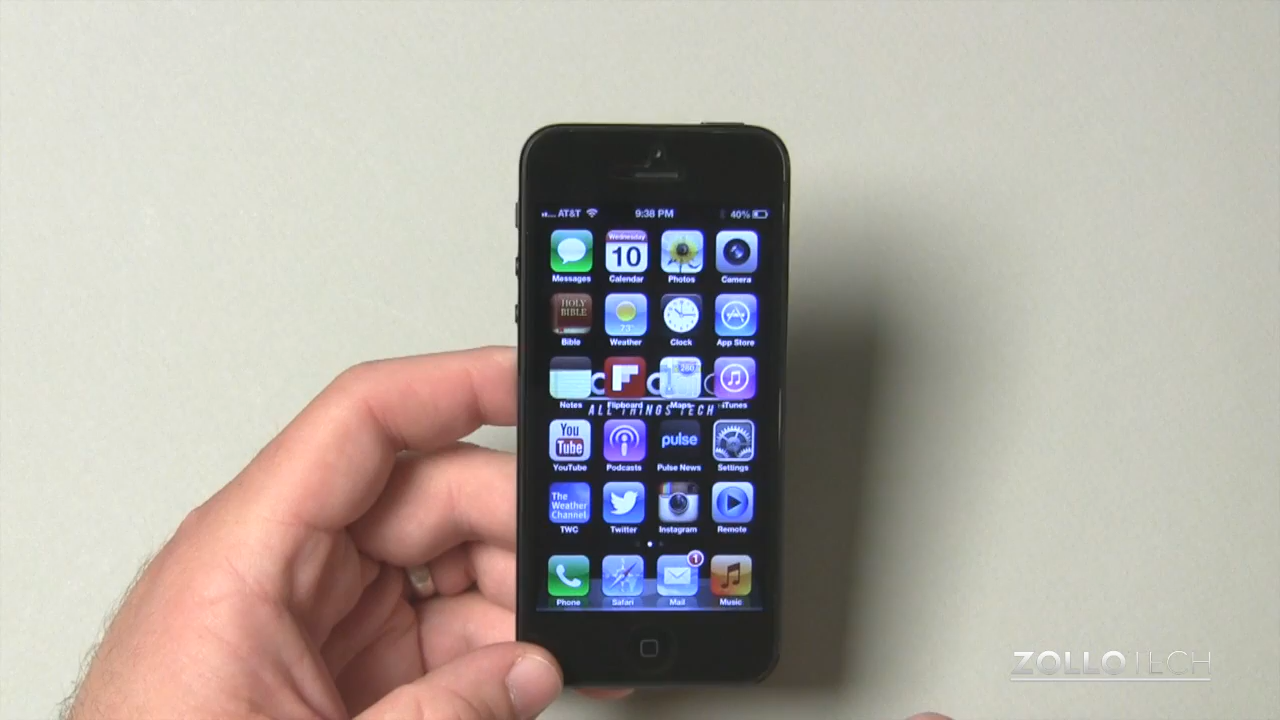 AT&T 9:38 PM 40%
Wednesday
10 73°
Messages Calendar Photos Camera
HOLY
BIBLE
Bible Weather Clock App Store
280
Notes Flipboard Maps iTunes
ALL THINGS TECH
You
Tube pulse
YouTube Podcasts Pulse News Settings
The
Weather
Channel
TWC Twitter Instagram Remote
1
Phone Safari Mail Music
ZOLLOTECH